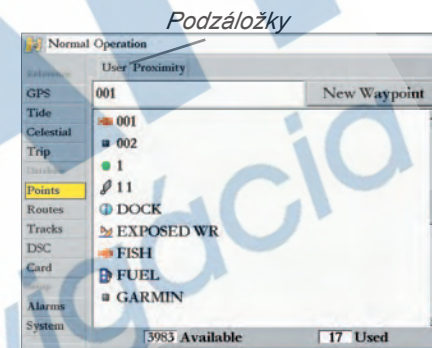 Podzáložky
Normal Operation
User Proximity
GPS 001 New Waypoint
Tide
Celestial
Trip
Points
Routes
Tracks
DSC
Card
Alarms
System
001
002
1
11
DOCK
EXPOSED WR
FISH
FUEL
GARMIN
3983 Available 17 Used